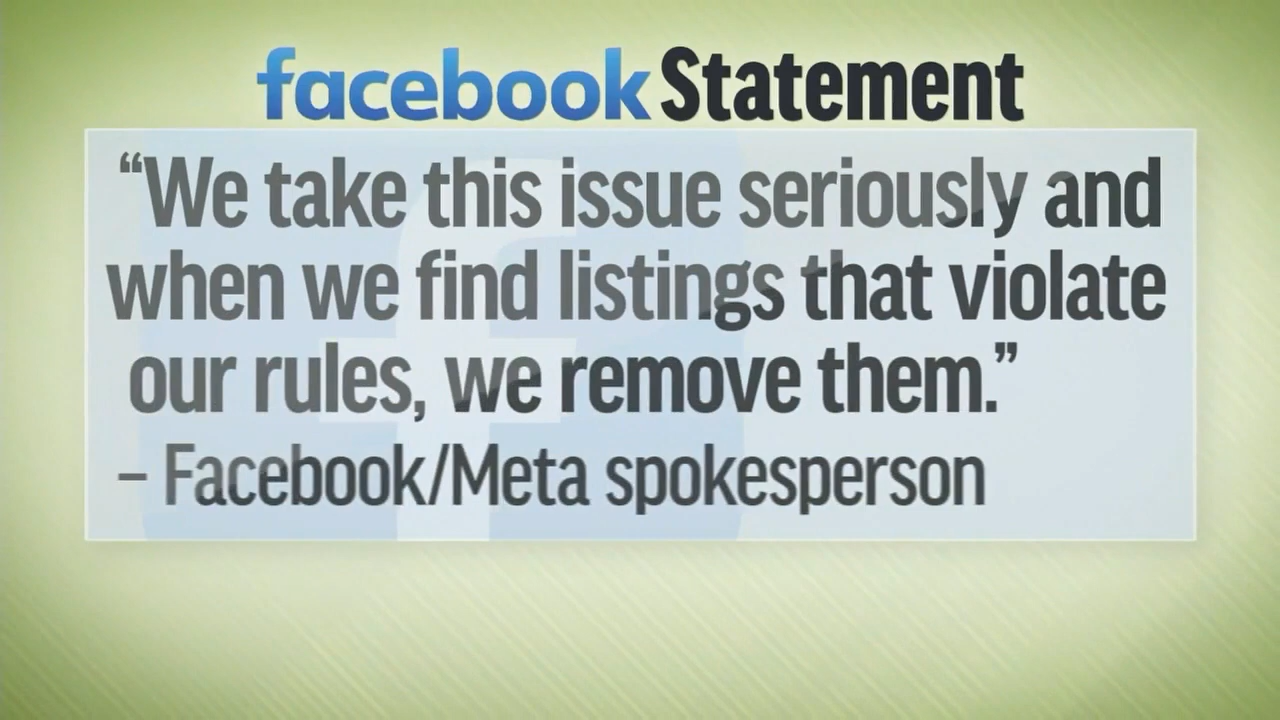 facebook Statement
“We take this issue seriously and
when we find listings that violate
our rules, we remove them.”
– Facebook/Meta spokesperson